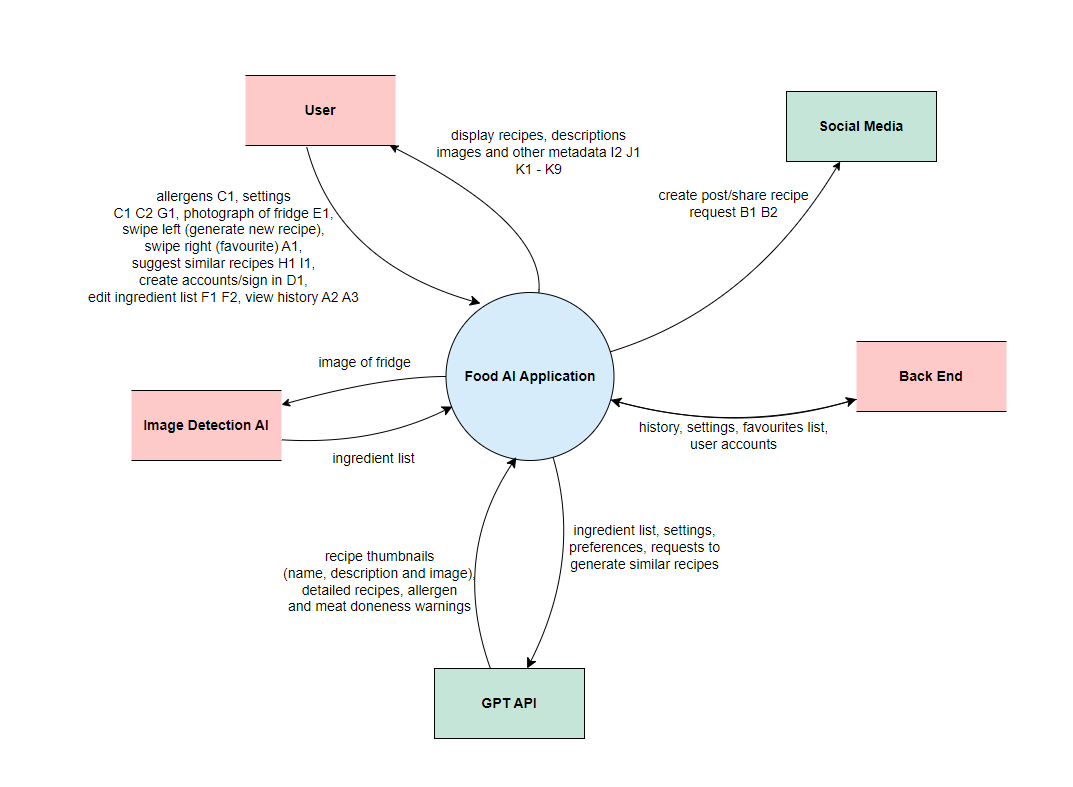 User
Social Media
display recipes, descriptions
images and other metadata I2 J1
K1 - K9
allergens C1, settings
C1 C2 G1, photograph of fridge E1,
swipe left (generate new recipe),
swipe right (favourite) A1,
suggest similar recipes H1 I1,
create accounts/sign in D1,
edit ingredient list F1 F2, view history A2 A3
create post/share recipe
request B1 B2
image of fridge
Food AI Application
Back End
Image Detection AI
ingredient list
history, settings, favourites list,
user accounts
recipe thumbnails
(name, description and image),
detailed recipes, allergen
and meat doneness warnings
ingredient list, settings,
preferences, requests to
generate similar recipes
GPT API